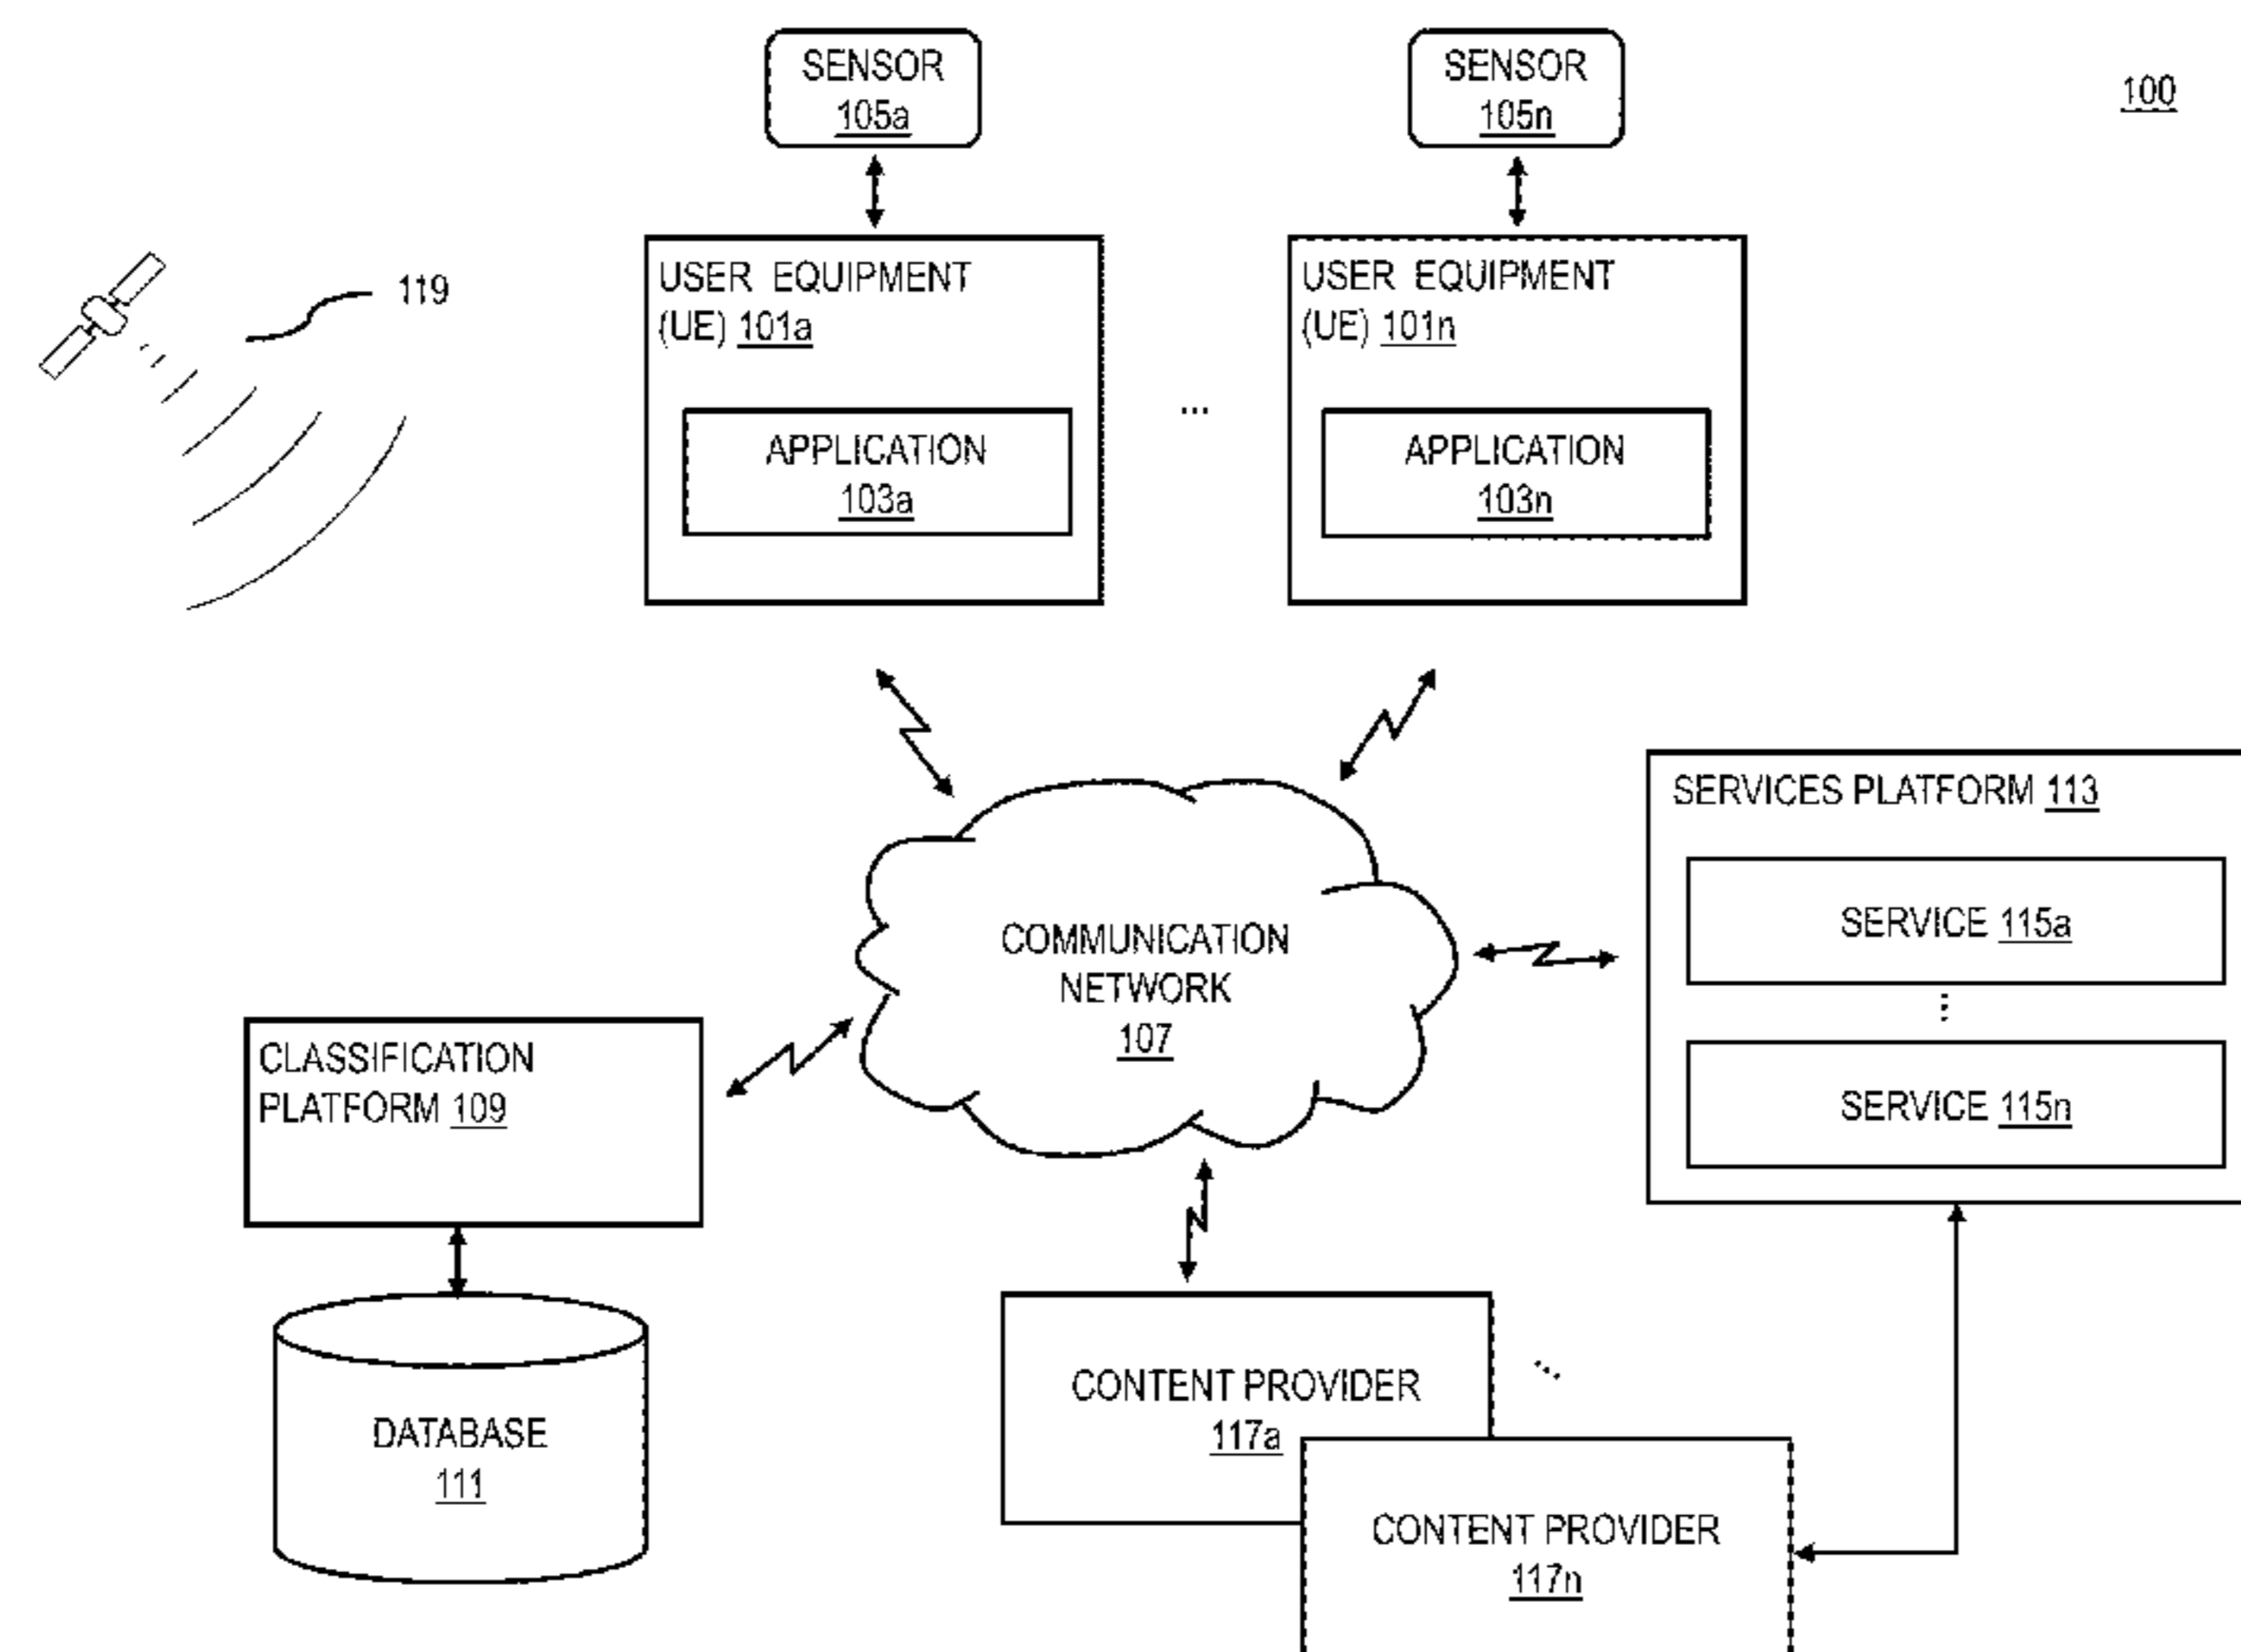 SENSOR
105a
SENSOR
105n
100
119
USER EQUIPMENT
(UE) 101a
USER EQUIPMENT
(UE) 101n
APPLICATION
103a
...
APPLICATION
103n
SERVICES PLATFORM 113
SERVICE 115a
...
SERVICE 115n
COMMUNICATION
NETWORK
107
CLASSIFICATION
PLATFORM 109
DATABASE
111
CONTENT PROVIDER
117a
...
CONTENT PROVIDER
117n